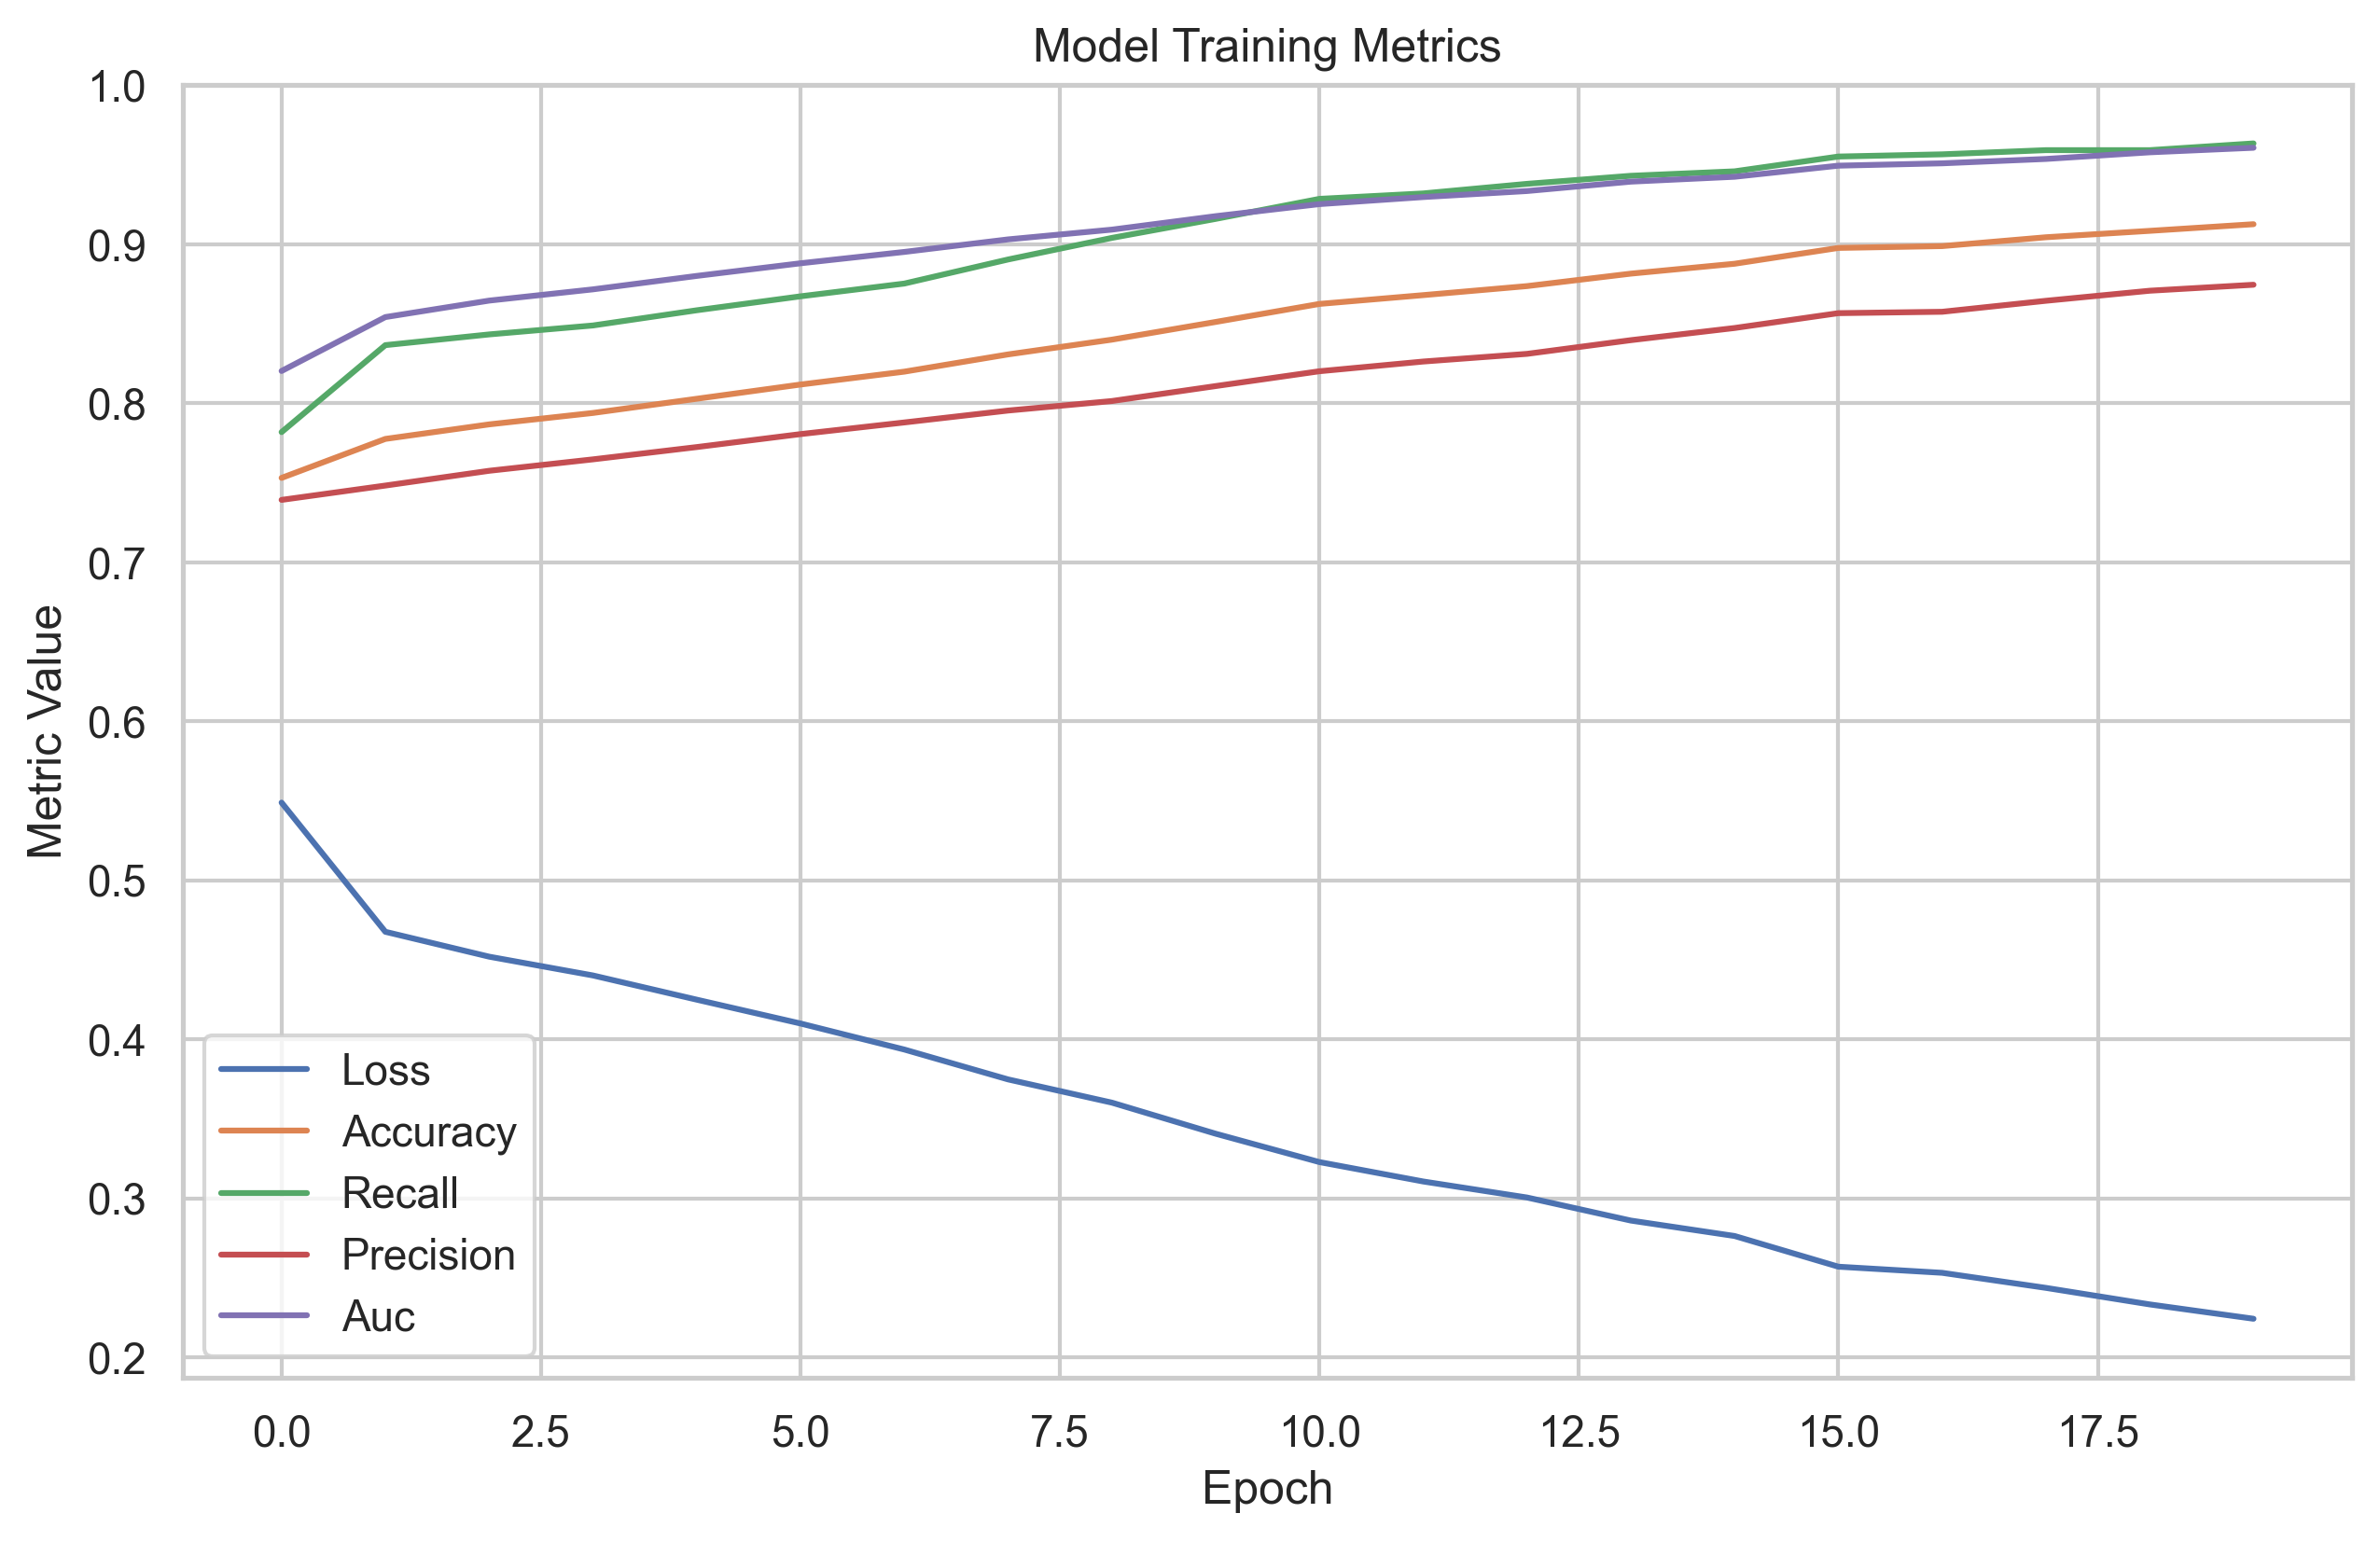 Model Training Metrics
1.0
0.9
0.8
0.7
0.6
0.5
0.4
0.3
0.2
Metric Value
Loss
Accuracy
Recall
Precision
Auc
0.0 2.5 5.0 7.5 10.0 12.5 15.0 17.5
Epoch